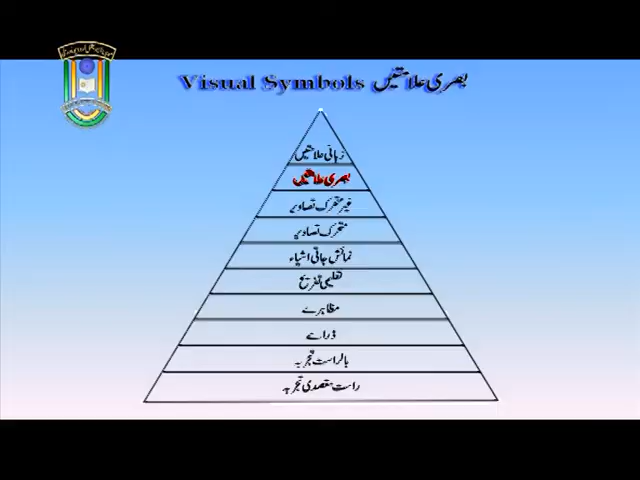 Visual Symbols بصری علامتیں
زبانی علامتیں
بصری علامتیں
غیر متحرک تصاویر
متحرک تصاویر
نمائش جاتی اشیاء
تعلیمی تفریح
مظاہرے
ڈرامے
بالراست تجربہ
راست مقصدی تجربہ